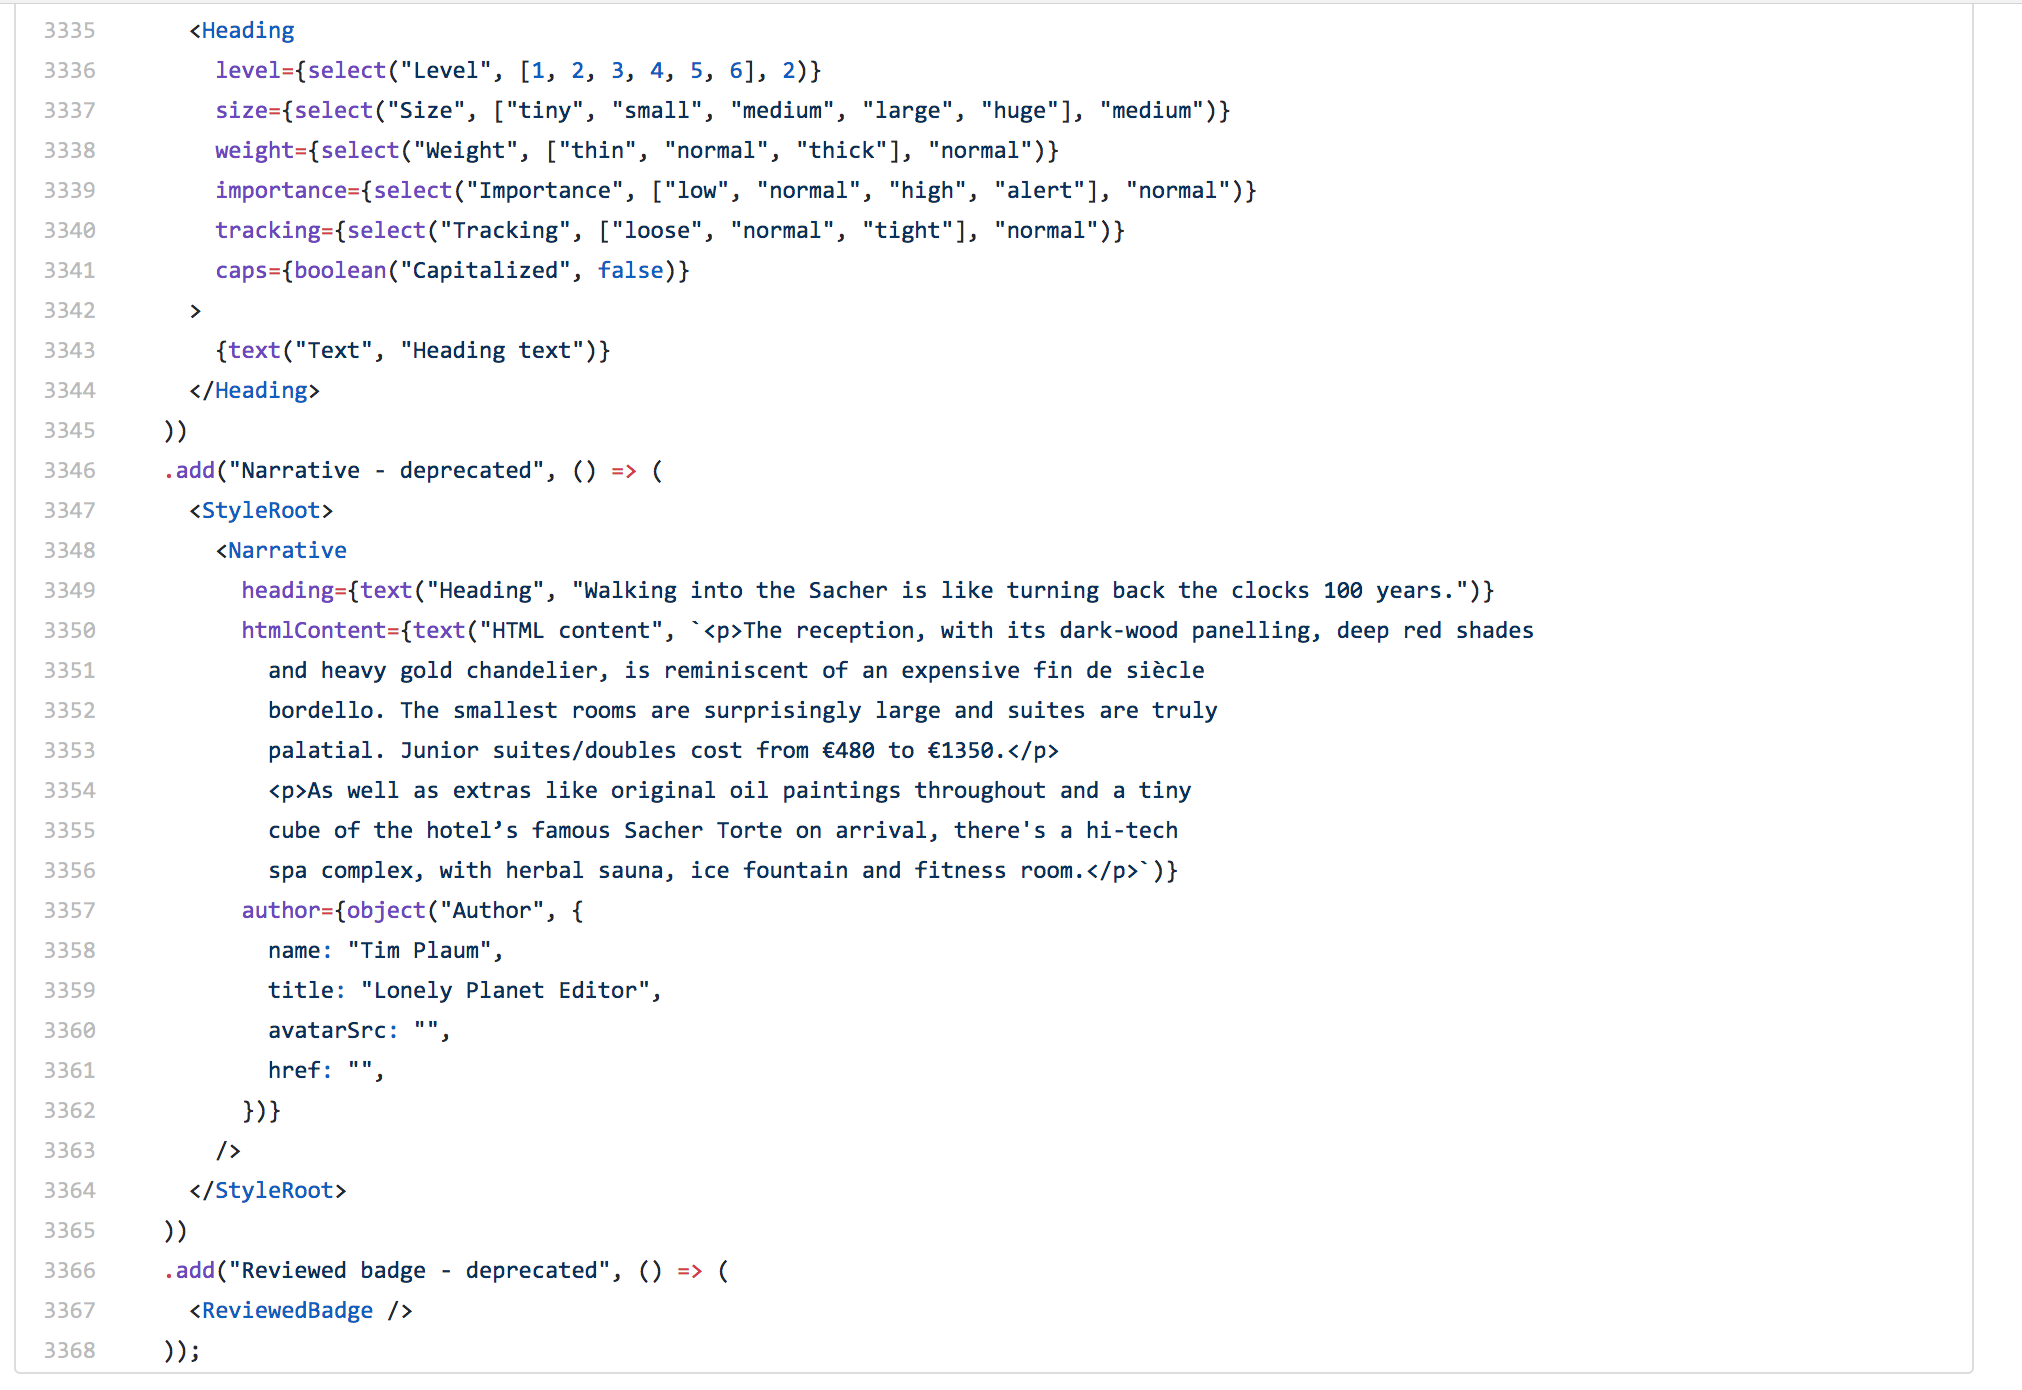 3335 <Heading
3336 level={select("Level", [1, 2, 3, 4, 5, 6], 2)}
3337 size={select("Size", ["tiny", "small", "medium", "large", "huge"], "medium")}
3338 weight={select("Weight", ["thin", "normal", "thick"], "normal")}
3339 importance={select("Importance", ["low", "normal", "high", "alert"], "normal")}
3340 tracking={select("Tracking", ["loose", "normal", "tight"], "normal")}
3341 caps={boolean("Capitalized", false)}
3342 >
3343 {text("Text", "Heading text")}
3344 </Heading>
3345 ))
3346 .add("Narrative - deprecated", () => (
3347 <StyleRoot>
3348 <Narrative
3349 heading={text("Heading", "Walking into the Sacher is like turning back the clocks 100 years.")}
3350 htmlContent={text("HTML content", `<p>The reception, with its dark-wood panelling, deep red shades
3351 and heavy gold chandelier, is reminiscent of an expensive fin de siècle
3352 bordello. The smallest rooms are surprisingly large and suites are truly
3353 palatial. Junior suites/doubles cost from €480 to €1350.</p>
3354 <p>As well as extras like original oil paintings throughout and a tiny
3355 cube of the hotel’s famous Sacher Torte on arrival, there's a hi-tech
3356 spa complex, with herbal sauna, ice fountain and fitness room.</p>`)}
3357 author={object("Author", {
3358 name: "Tim Plaum",
3359 title: "Lonely Planet Editor",
3360 avatarSrc: "",
3361 href: "",
3362 })}
3363 />
3364 </StyleRoot>
3365 ))
3366 .add("Reviewed badge - deprecated", () => (
3367 <ReviewedBadge />
3368 ));